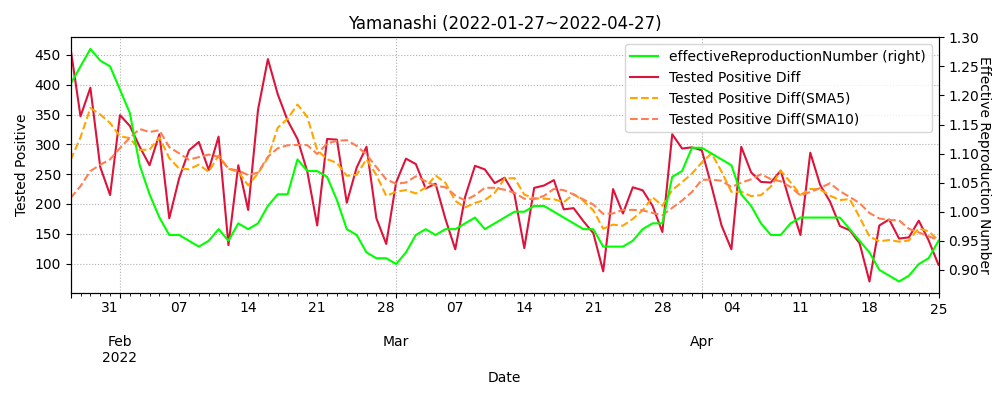 Yamanashi (2022-01-27~2022-04-27)
effectiveReproductionNumber (right)
Tested Positive Diff
Tested Positive Diff(SMA5)
Tested Positive Diff(SMA10)
Tested Positive
450
400
350
300
250
200
150
100
1.30
1.25
1.20
1.15
1.10
1.05
1.00
0.95
0.90
Effective Reproduction Number
31 07 14 21 28 07 14 21 28 04 11 18 25
Feb Mar Apr
2022
Date